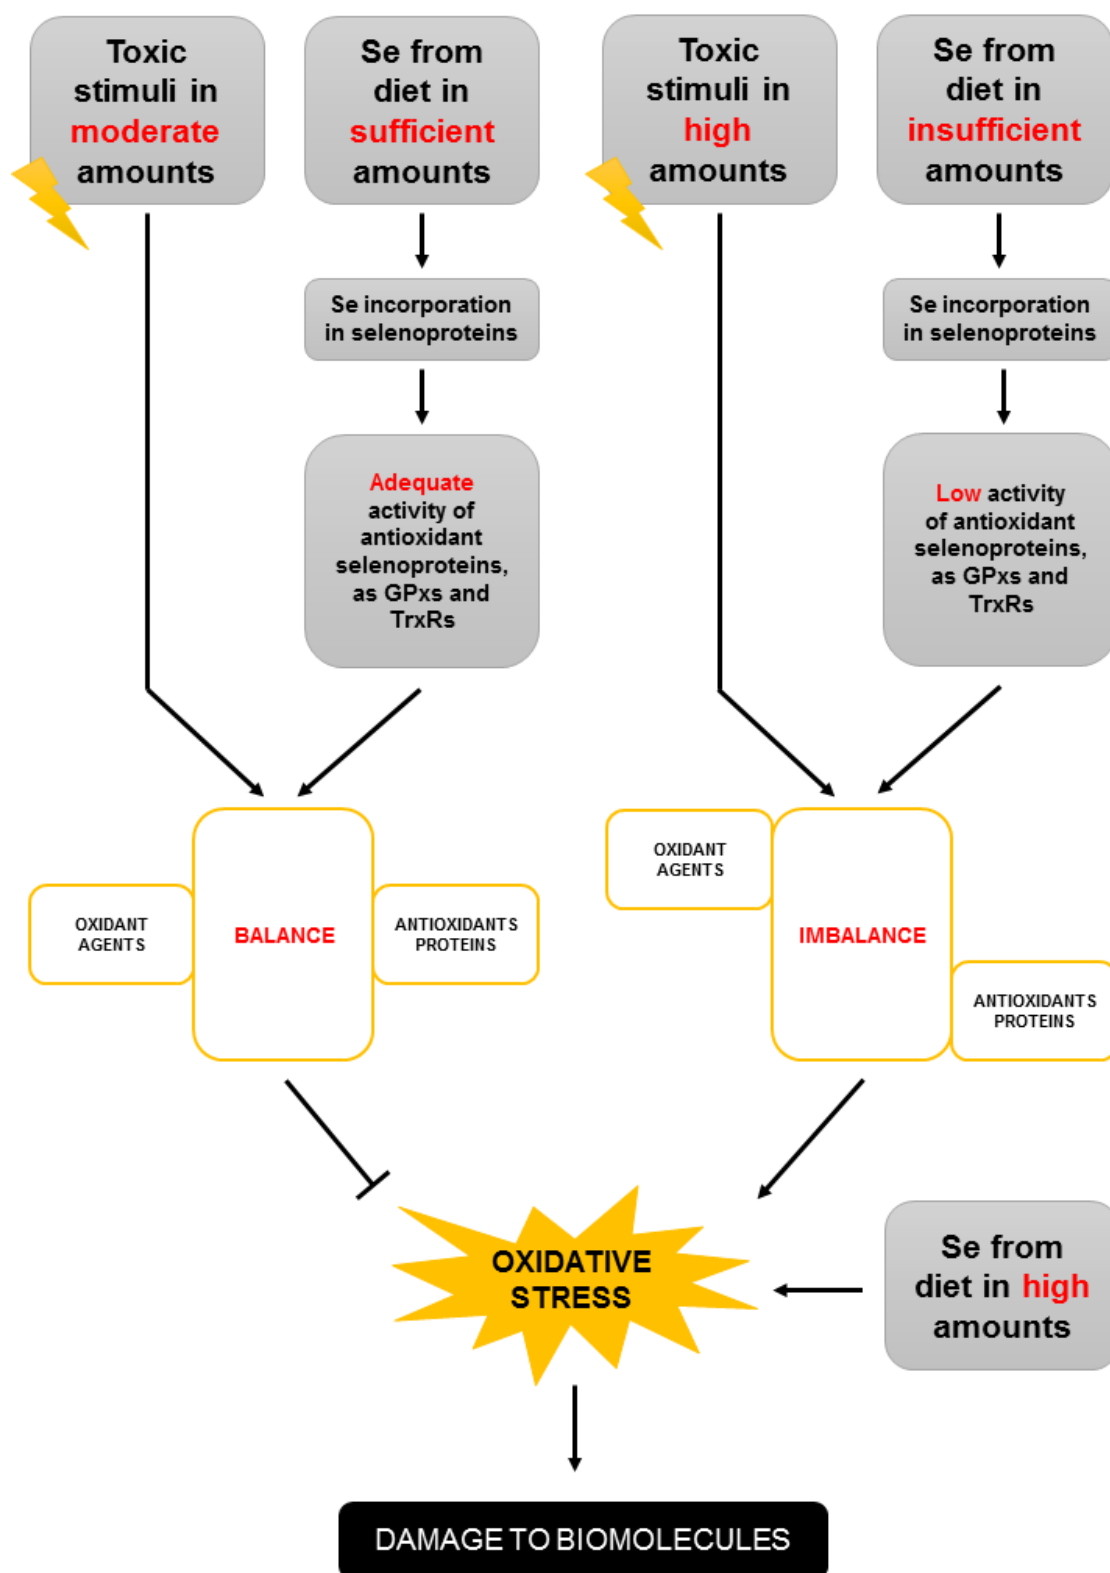 Toxic
stimuli in
moderate
amounts
Se from
diet in
sufficient
amounts
Toxic
stimuli in
high
amounts
Se from
diet in
insufficient
amounts
Se incorporation
in selenoproteins
Se incorporation
in selenoproteins
Adequate
activity of
antioxidant
selenoproteins,
as GPxs and
TrxRs
Low activity
of antioxidant
selenoproteins,
as GPxs and
TrxRs
OXIDANT
AGENTS
BALANCE
ANTIOXIDANTS
PROTEINS
OXIDANT
AGENTS
IMBALANCE
ANTIOXIDANTS
PROTEINS
OXIDATIVE
STRESS
Se from
diet in high
amounts
DAMAGE TO BIOMOLECULES